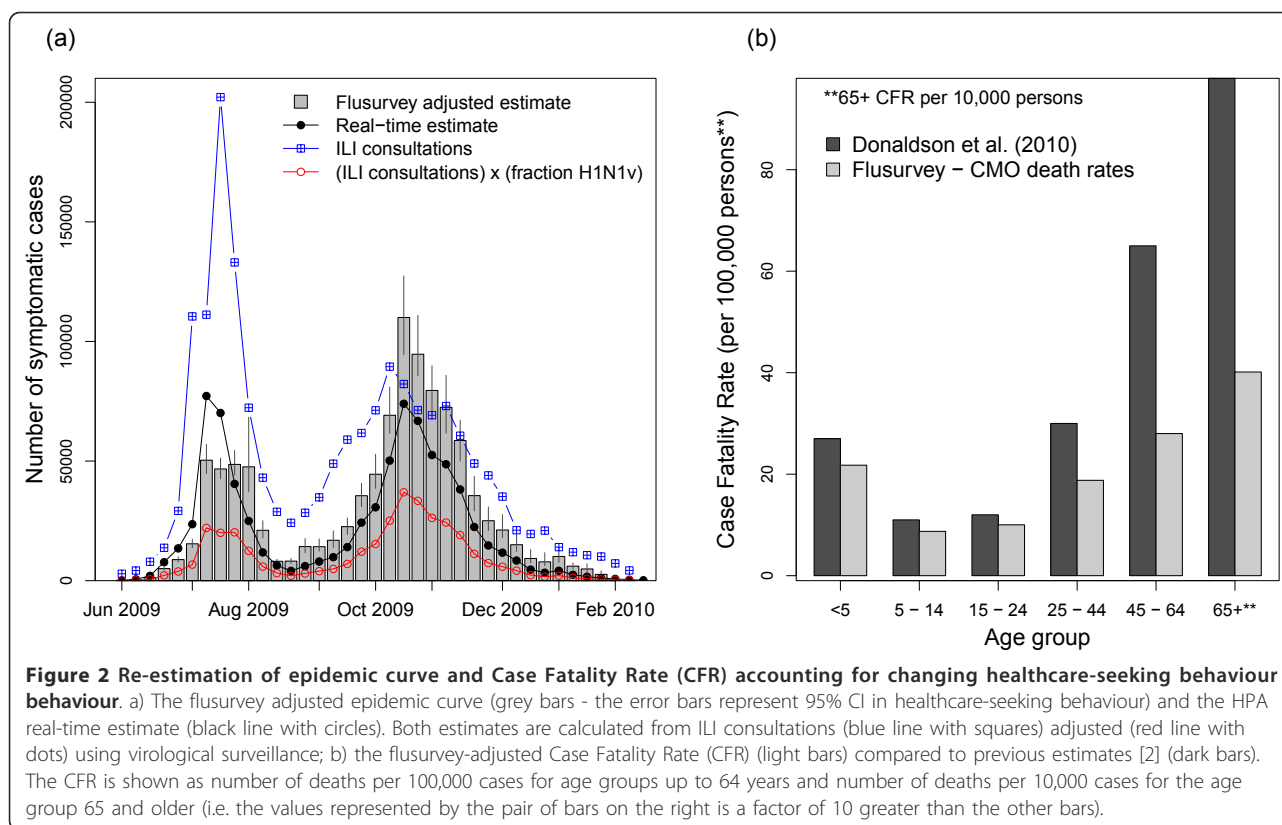 (a)
Number of symptomatic cases
200000
150000
100000
50000
0
Flusurvey adjusted estimate
Real−time estimate
ILI consultations
(ILI consultations) x (fraction H1N1v)
Jun 2009
Aug 2009
Oct 2009
Dec 2009
Feb 2010
(b)
Case Fatality Rate (per 100,000 persons**)
80
60
40
20
0
**65+ CFR per 10,000 persons
Donaldson et al. (2010)
Flusurvey − CMO death rates
<5
5 − 14
15 − 24
25 − 44
45 − 64
65+**
Age group
Figure 2 Re-estimation of epidemic curve and Case Fatality Rate (CFR) accounting for changing healthcare-seeking behaviour
behaviour. a) The flusurvey adjusted epidemic curve (grey bars - the error bars represent 95% CI in healthcare-seeking behaviour) and the HPA
real-time estimate (black line with circles). Both estimates are calculated from ILI consultations (blue line with squares) adjusted (red line with
dots) using virological surveillance; b) the flusurvey-adjusted Case Fatality Rate (CFR) (light bars) compared to previous estimates [2] (dark bars).
The CFR is shown as number of deaths per 100,000 cases for age groups up to 64 years and number of deaths per 10,000 cases for the age
group 65 and older (i.e. the values represented by the pair of bars on the right is a factor of 10 greater than the other bars).